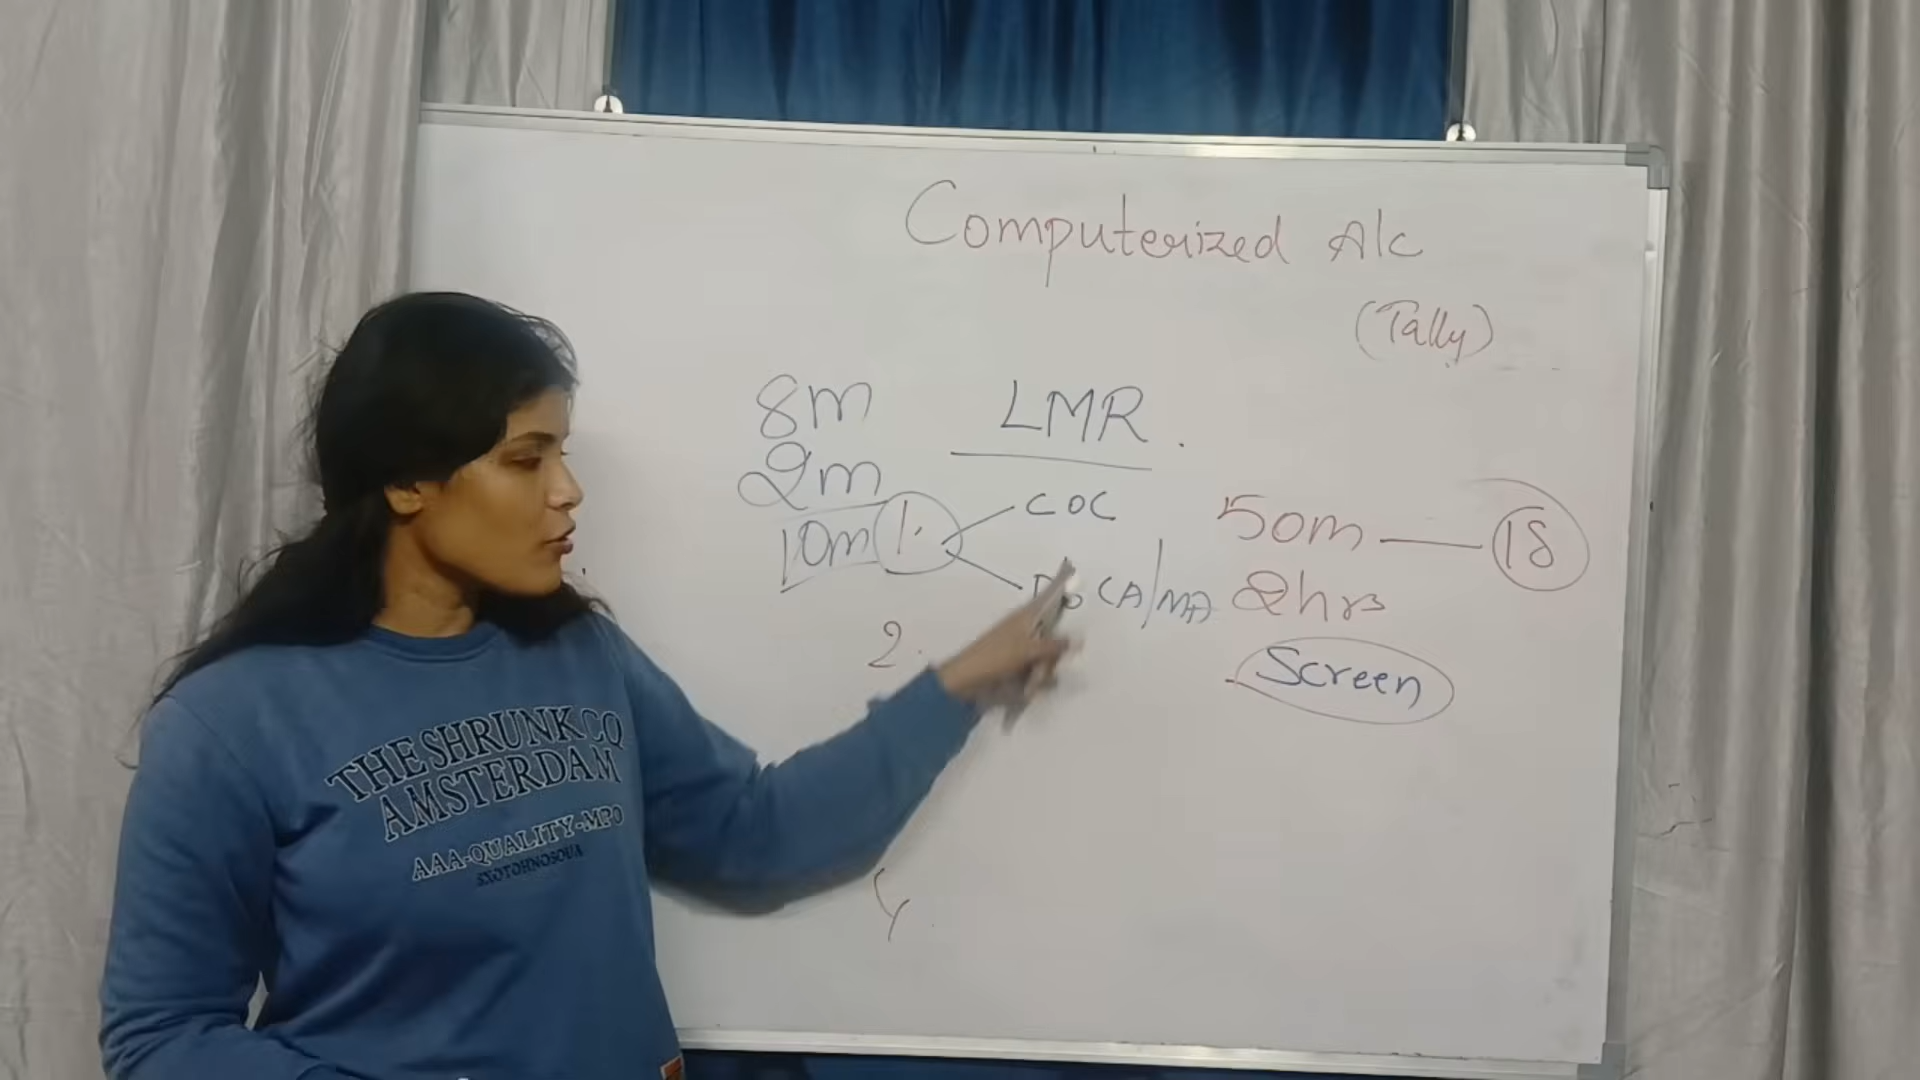 Computerized A/c
(Tally)
8m LMR.
2m
COC
10m 1. 50m — 18
CA/MA 2hrs
2.
Screen
THE SHRUNK CO
AMSTERDAM
AAA-QUALITY-MPO